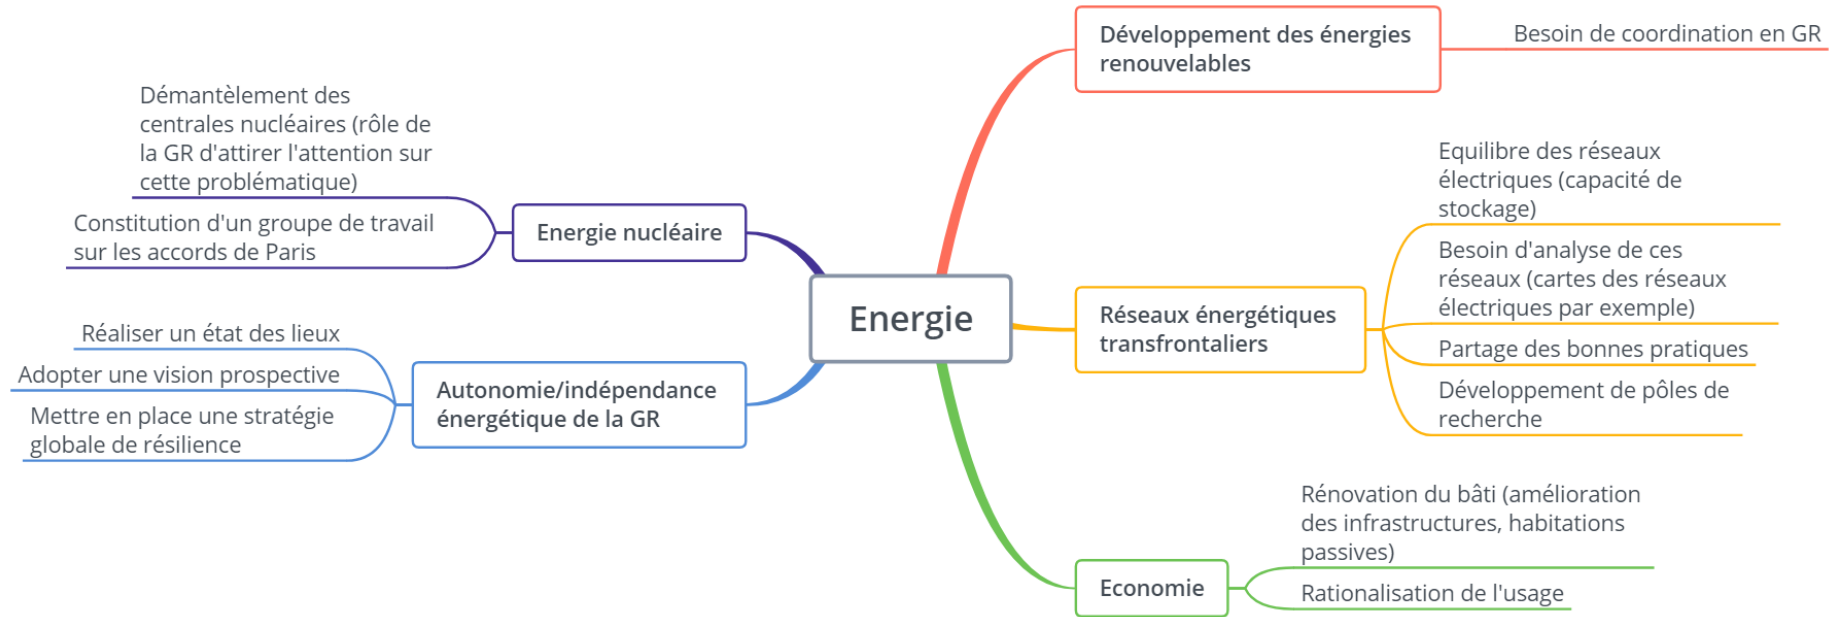 Energie
Développement des énergies
renouvelables
Besoin de coordination en GR
Réseaux énergétiques
transfrontaliers
Equilibre des réseaux
électriques (capacité de
stockage)
Besoin d'analyse de ces
réseaux (cartes des réseaux
électriques par exemple)
Partage des bonnes pratiques
Développement de pôles de
recherche
Economie
Rénovation du bâti (amélioration
des infrastructures, habitations
passives)
Rationalisation de l'usage
Energie nucléaire
Démantèlement des
centrales nucléaires (rôle de
la GR d'attirer l'attention sur
cette problématique)
Constitution d'un groupe de travail
sur les accords de Paris
Autonomie/indépendance
énergétique de la GR
Réaliser un état des lieux
Adopter une vision prospective
Mettre en place une stratégie
globale de résilience